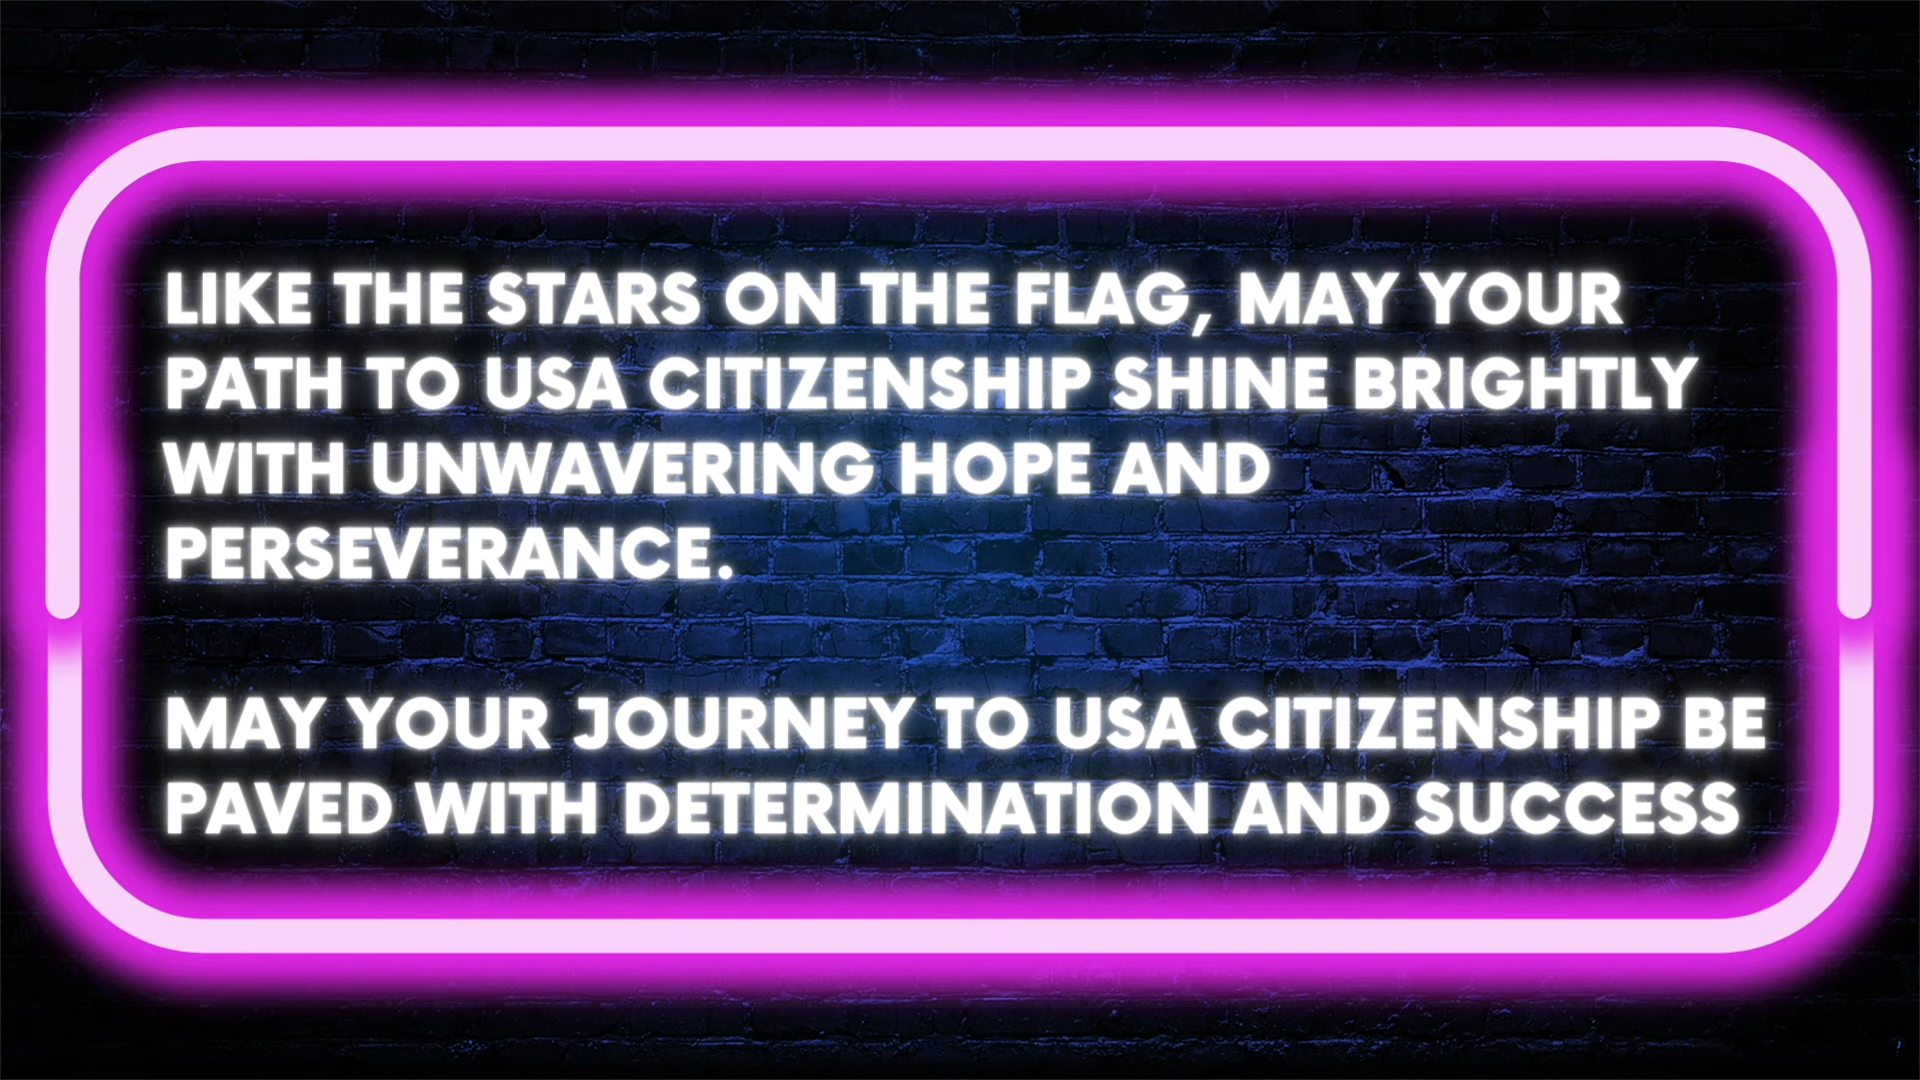 LIKE THE STARS ON THE FLAG, MAY YOUR
PATH TO USA CITIZENSHIP SHINE BRIGHTLY
WITH UNWAVERING HOPE AND
PERSEVERANCE.
MAY YOUR JOURNEY TO USA CITIZENSHIP BE
PAVED WITH DETERMINATION AND SUCCESS